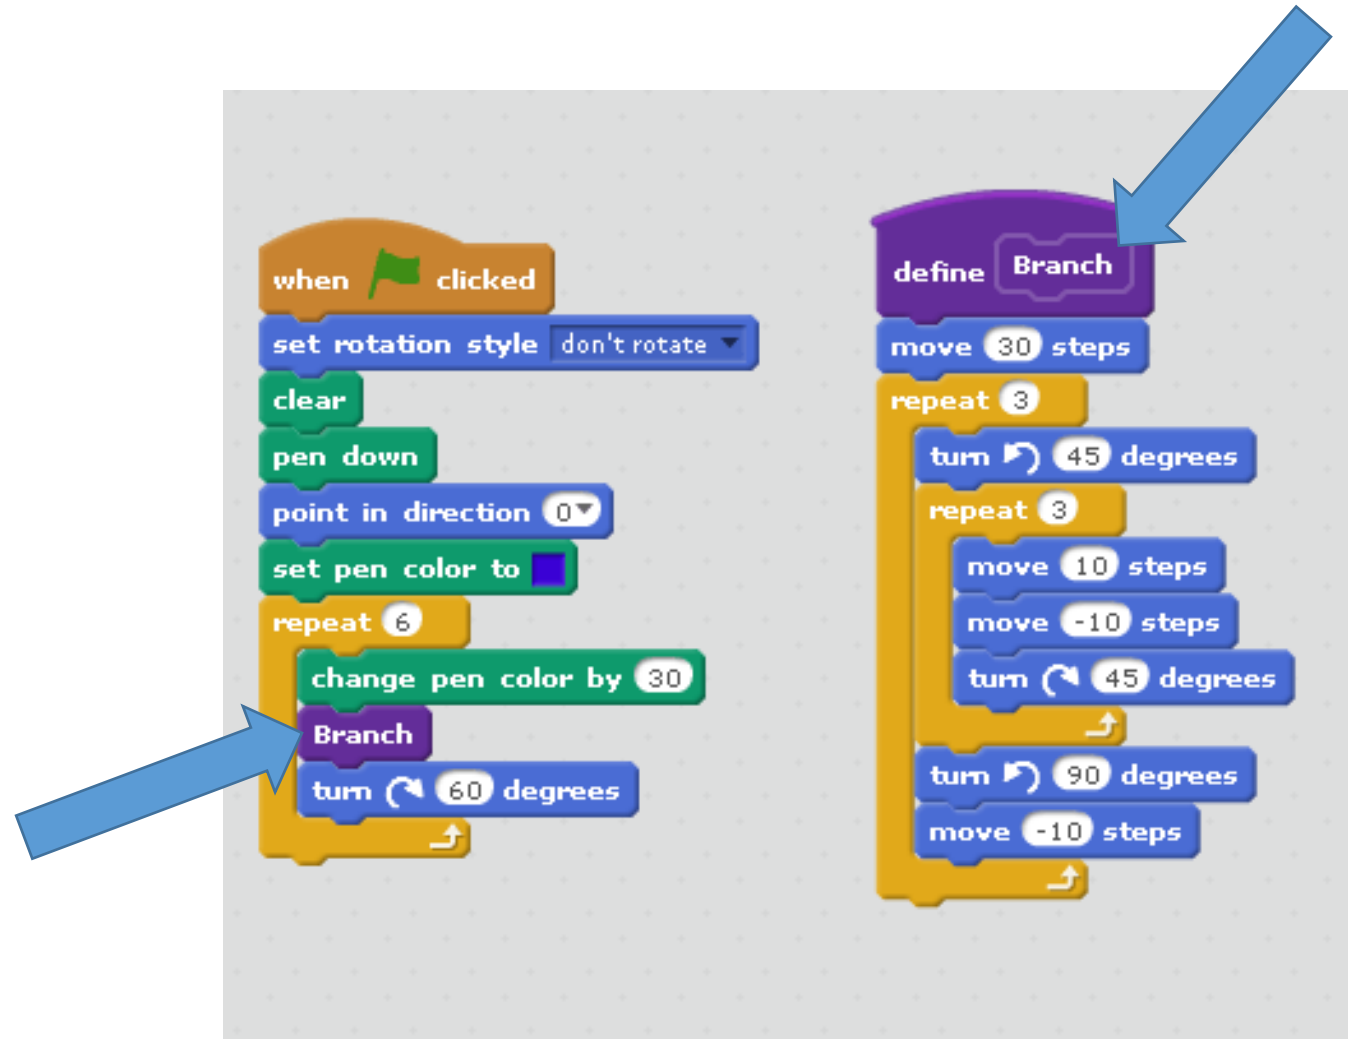 when clicked
set rotation style don't rotate
clear
pen down
point in direction 0
set pen color to
repeat 6
change pen color by 30
Branch
turn 60 degrees
define Branch
move 30 steps
repeat 3
turn 45 degrees
repeat 3
move 10 steps
move -10 steps
turn 45 degrees
turn 90 degrees
move -10 steps